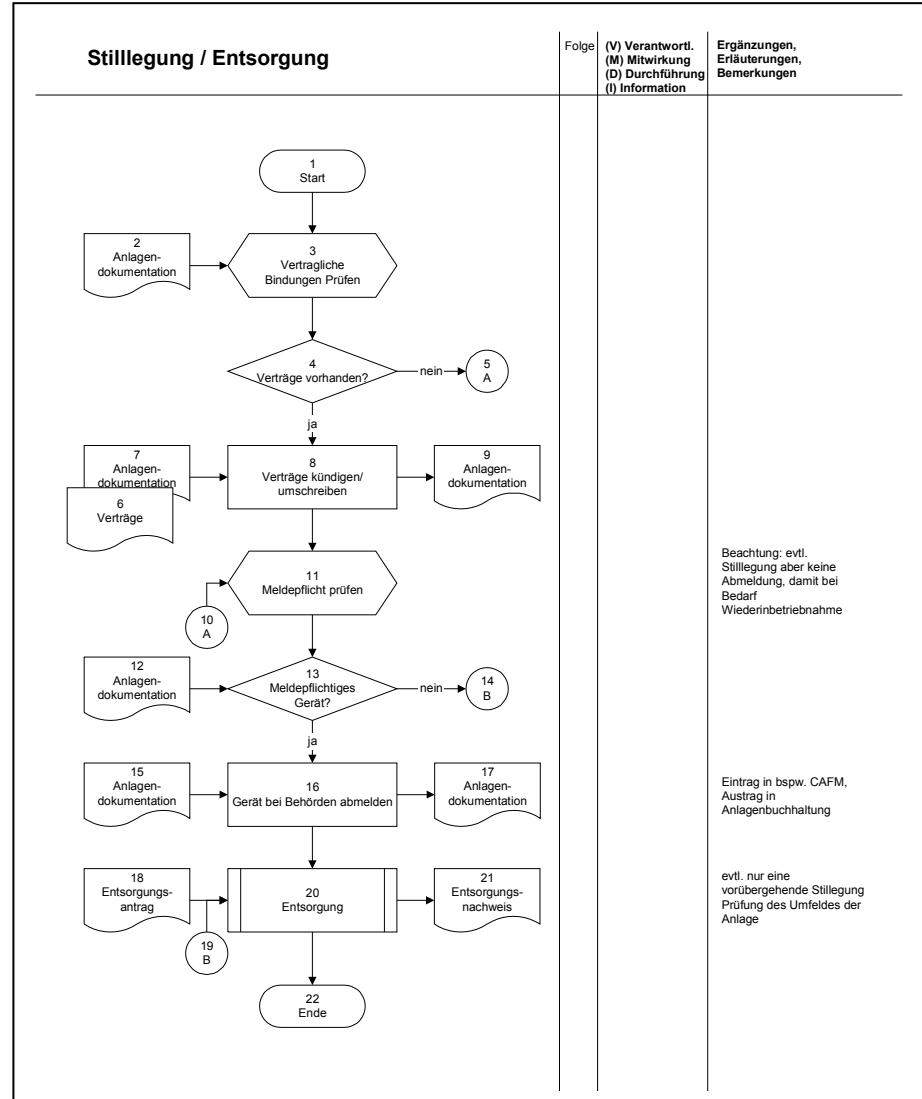 Stilllegung / Entsorgung
Folge
(V) Verantwortl.
(M) Mitwirkung
(D) Durchführung
(I) Information
Ergänzungen,
Erläuterungen,
Bemerkungen
1
Start
2
Anlagen-
dokumentation
3
Vertragliche
Bindungen Prüfen
4
Verträge vorhanden?
nein
5
A
ja
7
Anlagen-
dokumentation
6
Verträge
8
Verträge kündigen/
umschreiben
9
Anlagen-
dokumentation
11
Meldepflicht prüfen
10
A
Beachtung: evtl.
Stilllegung aber keine
Abmeldung, damit bei
Bedarf
Wiederinbetriebnahme
12
Anlagen-
dokumentation
13
Meldepflichtiges
Gerät?
nein
14
B
ja
15
Anlagen-
dokumentation
16
Gerät bei Behörden abmelden
17
Anlagen-
dokumentation
Eintrag in bspw. CAFM,
Austrag in
Anlagenbuchhaltung
18
Entsorgungs-
antrag
19
B
20
Entsorgung
21
Entsorgungs-
nachweis
evtl. nur eine
vorübergehende Stillegung
Prüfung des Umfeldes der
Anlage
22
Ende